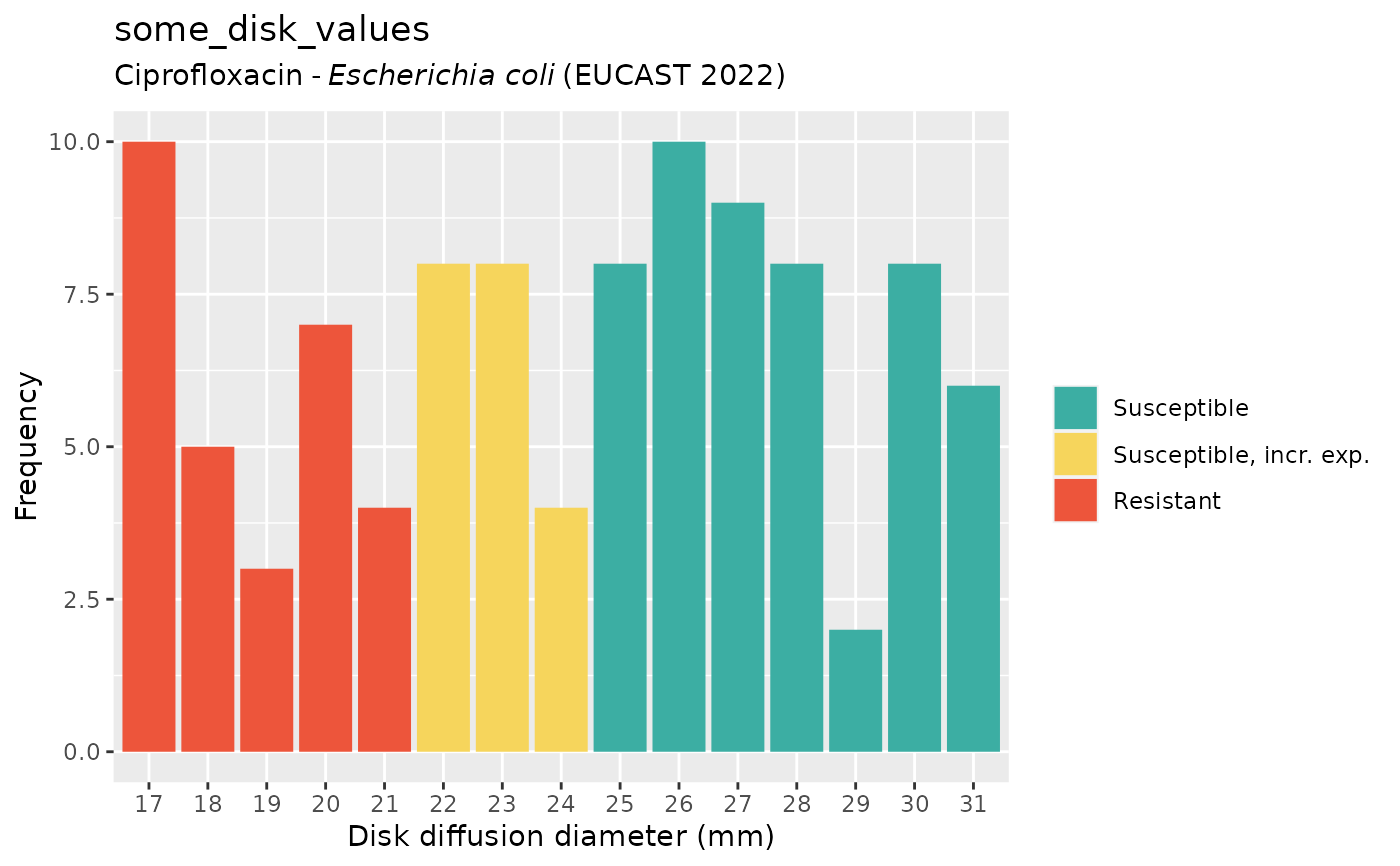 some_disk_values
Ciprofloxacin - Escherichia coli (EUCAST 2022)
Frequency
10.0
7.5
5.0
2.5
0.0
17 18 19 20 21 22 23 24 25 26 27 28 29 30 31
Disk diffusion diameter (mm)
Susceptible
Susceptible, incr. exp.
Resistant